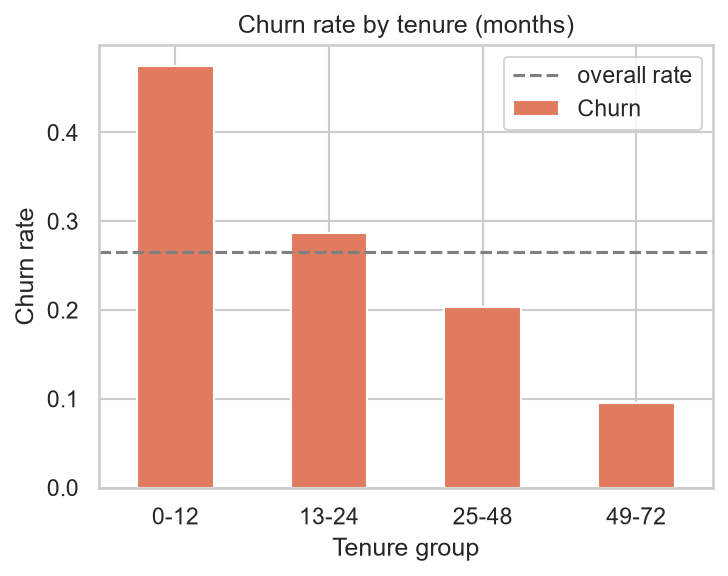 Churn rate by tenure (months)
overall rate
Churn
Churn rate
0.4
0.3
0.2
0.1
0.0
0-12
13-24
25-48
49-72
Tenure group